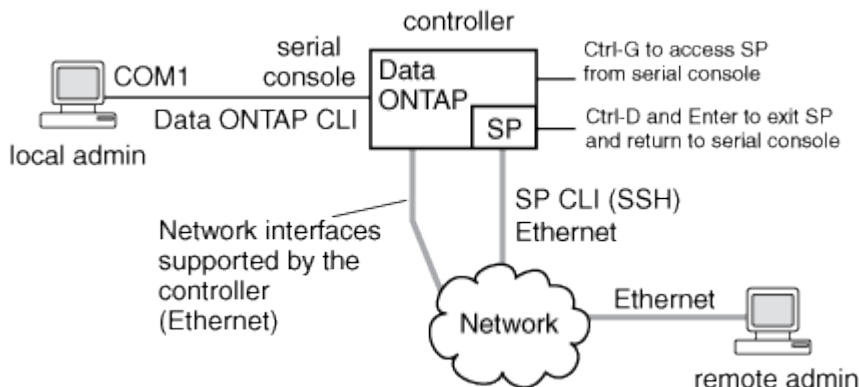 controller
serial
console
COM1
Data ONTAP CLI
local admin
Data
ONTAP
SP
Ctrl-G to access SP
from serial console
Ctrl-D and Enter to exit SP
and return to serial console
SP CLI (SSH)
Ethernet
Network interfaces
supported by the
controller
(Ethernet)
Network
Ethernet
remote admin